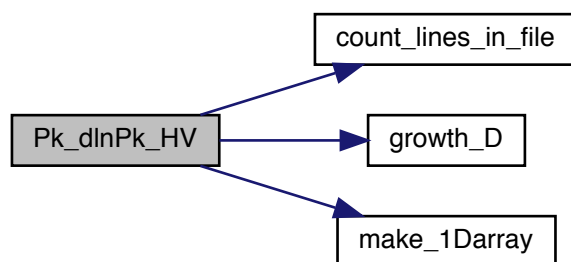 count_lines_in_file
Pk_dlnPk_HV
growth_D
make_1Darray